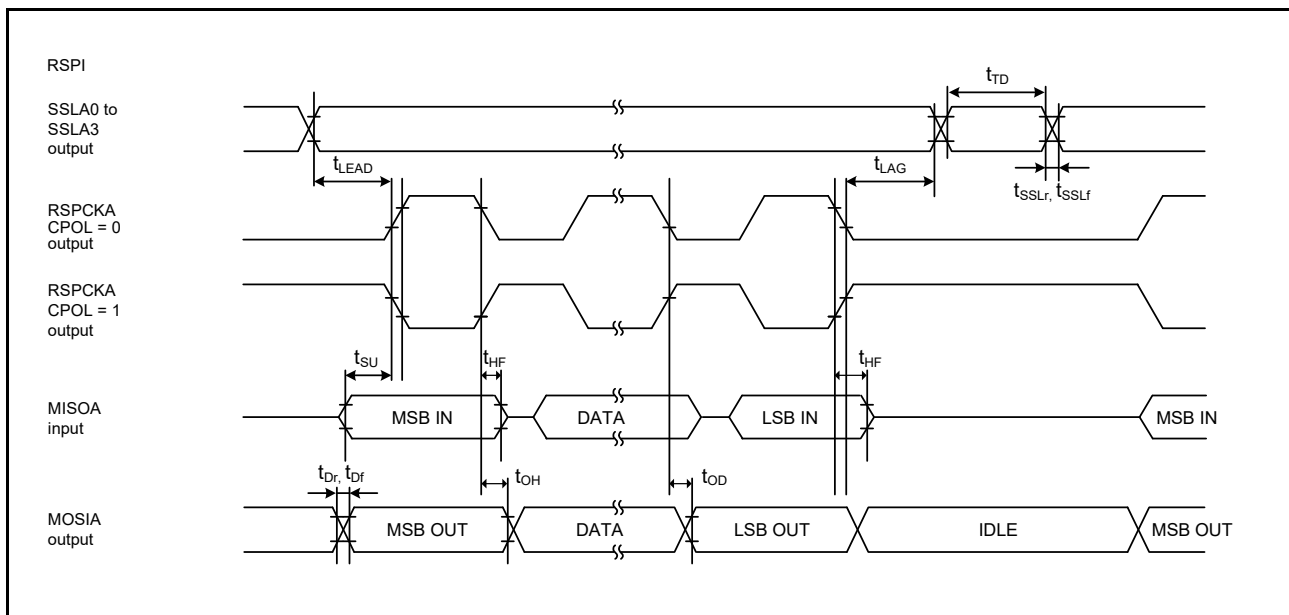 RSPI
SSLA0 to
SSLA3
output
tTD
tLEAD
tLAG
tSSLr, tSSLf
RSPCKA
CPOL = 0
output
RSPCKA
CPOL = 1
output
tSU
tHF
tHF
MISOA
input
MSB IN
DATA
LSB IN
MSB IN
tDr, tDf
tOH
tOD
MOSIA
output
MSB OUT
DATA
LSB OUT
IDLE
MSB OUT